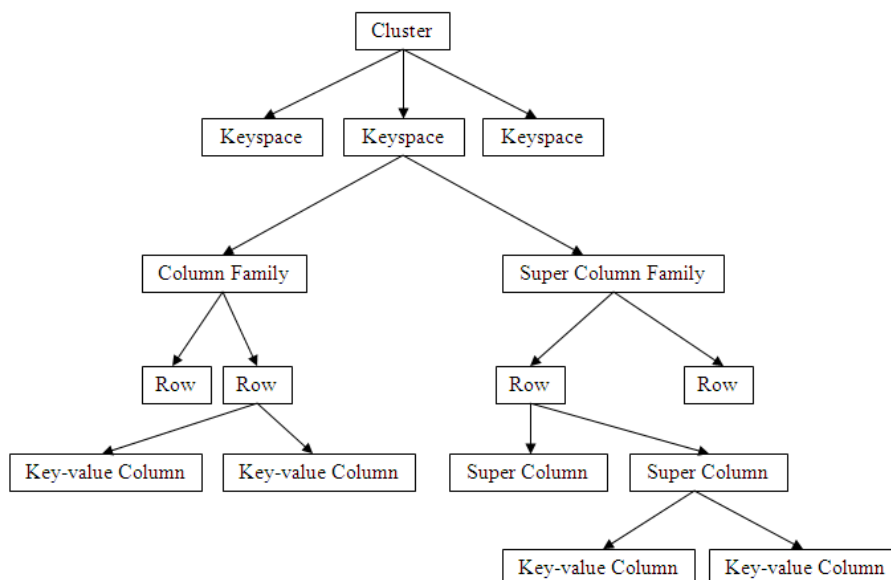 Cluster
Keyspace Keyspace Keyspace
Column Family Super Column Family
Row Row Row Row
Key-value Column Key-value Column Super Column Super Column
Key-value Column Key-value Column